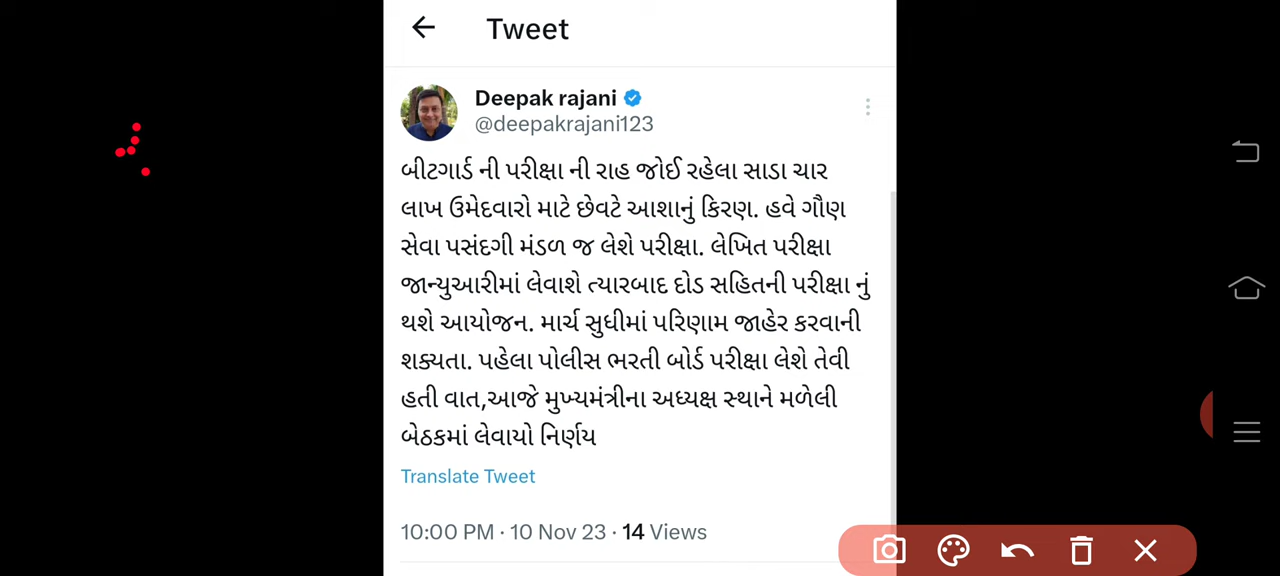 Tweet
Deepak rajani
@deepakrajani123
બીટગાર્ડ ની પરીક્ષા ની રાહ જોઈ રહેલા સાડા ચાર
લાખ ઉમેદવારો માટે છેવટે આશાનું કિરણ. હવે ગૌણ
સેવા પસંદગી મંડળ જ લેશે પરીક્ષા. લેખિત પરીક્ષા
જાન્યુઆરીમાં લેવાશે ત્યારબાદ દોડ સહિતની પરીક્ષા નું
થશે આયોજન. માર્ચ સુધીમાં પરિણામ જાહેર કરવાની
શક્યતા. પહેલા પોલીસ ભરતી બોર્ડ પરીક્ષા લેશે તેવી
હતી વાત,આજે મુખ્યમંત્રીના અધ્યક્ષ સ્થાને મળેલી
બેઠકમાં લેવાયો નિર્ણય
Translate Tweet
10:00 PM · 10 Nov 23 · 14 Views